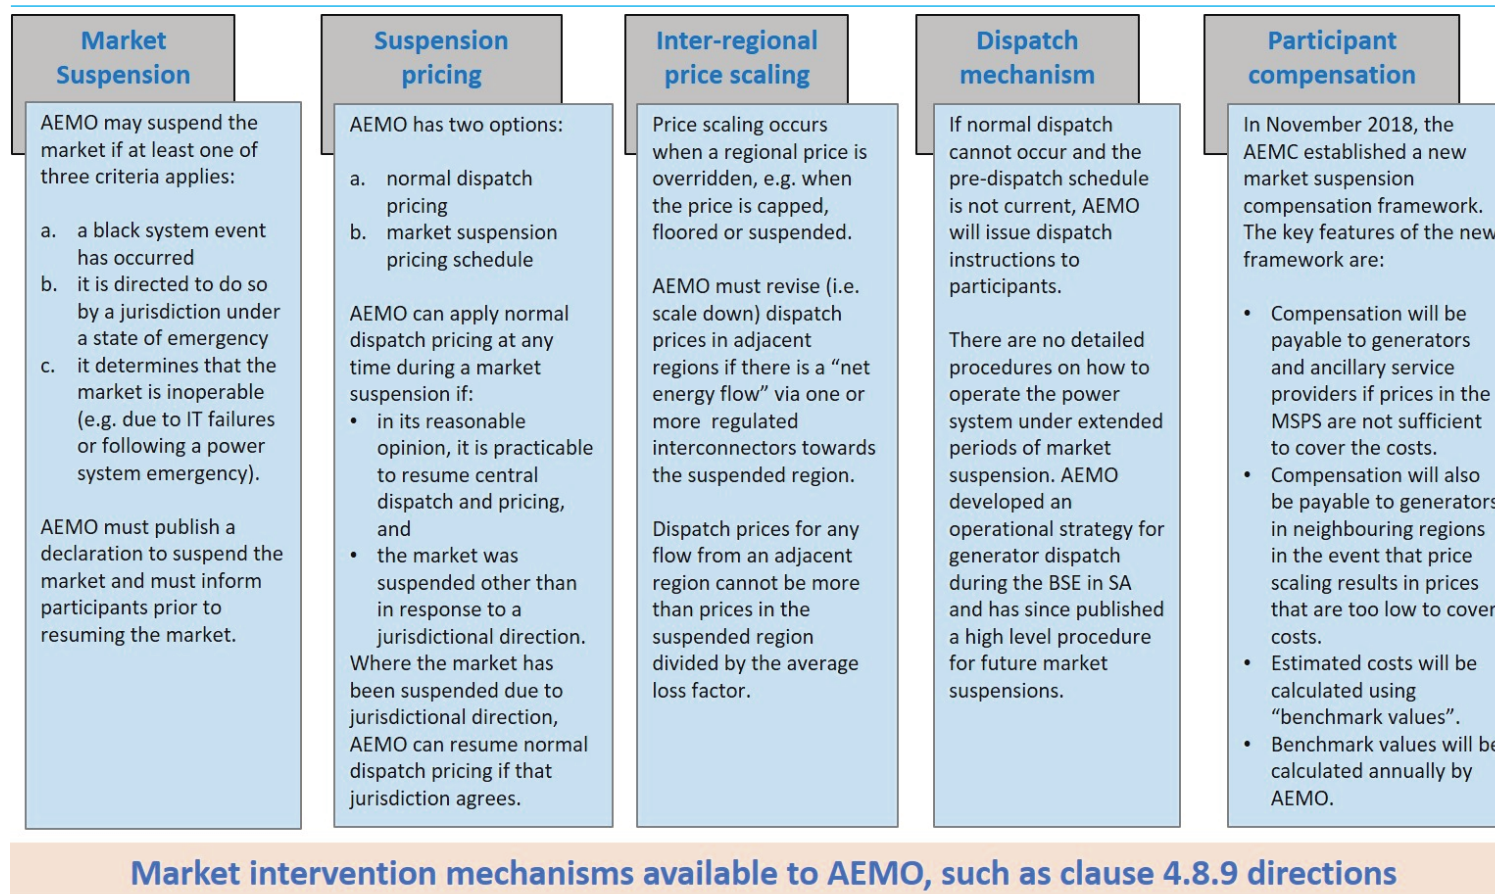 Market
Suspension
AEMO may suspend the
market if at least one of
three criteria applies:
a. a black system event
has occurred
b. it is directed to do so
by a jurisdiction under
a state of emergency
c. it determines that the
market is inoperable
(e.g. due to IT failures
or following a power
system emergency).
AEMO must publish a
declaration to suspend the
market and must inform
participants prior to
resuming the market.
Suspension
pricing
AEMO has two options:
a. normal dispatch
pricing
b. market suspension
pricing schedule
AEMO can apply normal
dispatch pricing at any
time during a market
suspension if:
• in its reasonable
opinion, it is practicable
to resume central
dispatch and pricing,
and
• the market was
suspended other than
in response to a
jurisdictional direction.
Where the market has
been suspended due to
jurisdictional direction,
AEMO can resume normal
dispatch pricing if that
jurisdiction agrees.
Inter-regional
price scaling
Price scaling occurs
when a regional price is
overridden, e.g. when
the price is capped,
floored or suspended.
AEMO must revise (i.e.
scale down) dispatch
prices in adjacent
regions if there is a “net
energy flow” via one or
more regulated
interconnectors towards
the suspended region.
Dispatch prices for any
flow from an adjacent
region cannot be more
than prices in the
suspended region
divided by the average
loss factor.
Dispatch
mechanism
If normal dispatch
cannot occur and the
pre-dispatch schedule
is not current, AEMO
will issue dispatch
instructions to
participants.
There are no detailed
procedures on how to
operate the power
system under extended
periods of market
suspension. AEMO
developed an
operational strategy for
generator dispatch
during the BSE in SA
and has since published
a high level procedure
for future market
suspensions.
Participant
compensation
In November 2018, the
AEMC established a new
market suspension
compensation framework.
The key features of the new
framework are:
• Compensation will be
payable to generators
and ancillary service
providers if prices in the
MSPS are not sufficient
to cover the costs.
• Compensation will also
be payable to generators
in neighbouring regions
in the event that price
scaling results in prices
that are too low to cover
costs.
• Estimated costs will be
calculated using
“benchmark values”.
• Benchmark values will be
calculated annually by
AEMO.
Market intervention mechanisms available to AEMO, such as clause 4.8.9 directions